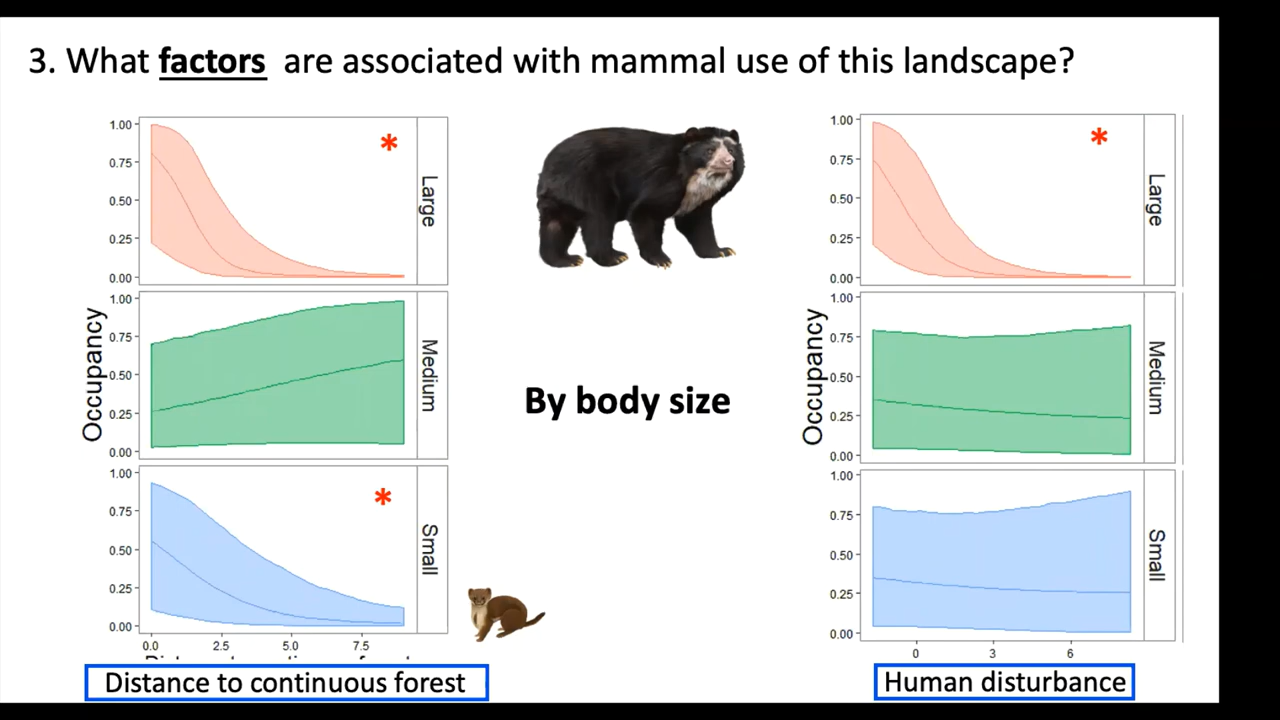 3. What factors are associated with mammal use of this landscape?
1.00
0.75
0.50
0.25
0.00
*
Large
1.00
0.75
0.50
0.25
0.00
Medium
1.00
0.75
0.50
0.25
0.00
*
Small
Occupancy
0.0 2.5 5.0 7.5
Distance to continuous forest
By body size
1.00
0.75
0.50
0.25
0.00
*
Large
1.00
0.75
0.50
0.25
0.00
Medium
1.00
0.75
0.50
0.25
0.00
Small
Occupancy
0 3 6
Human disturbance